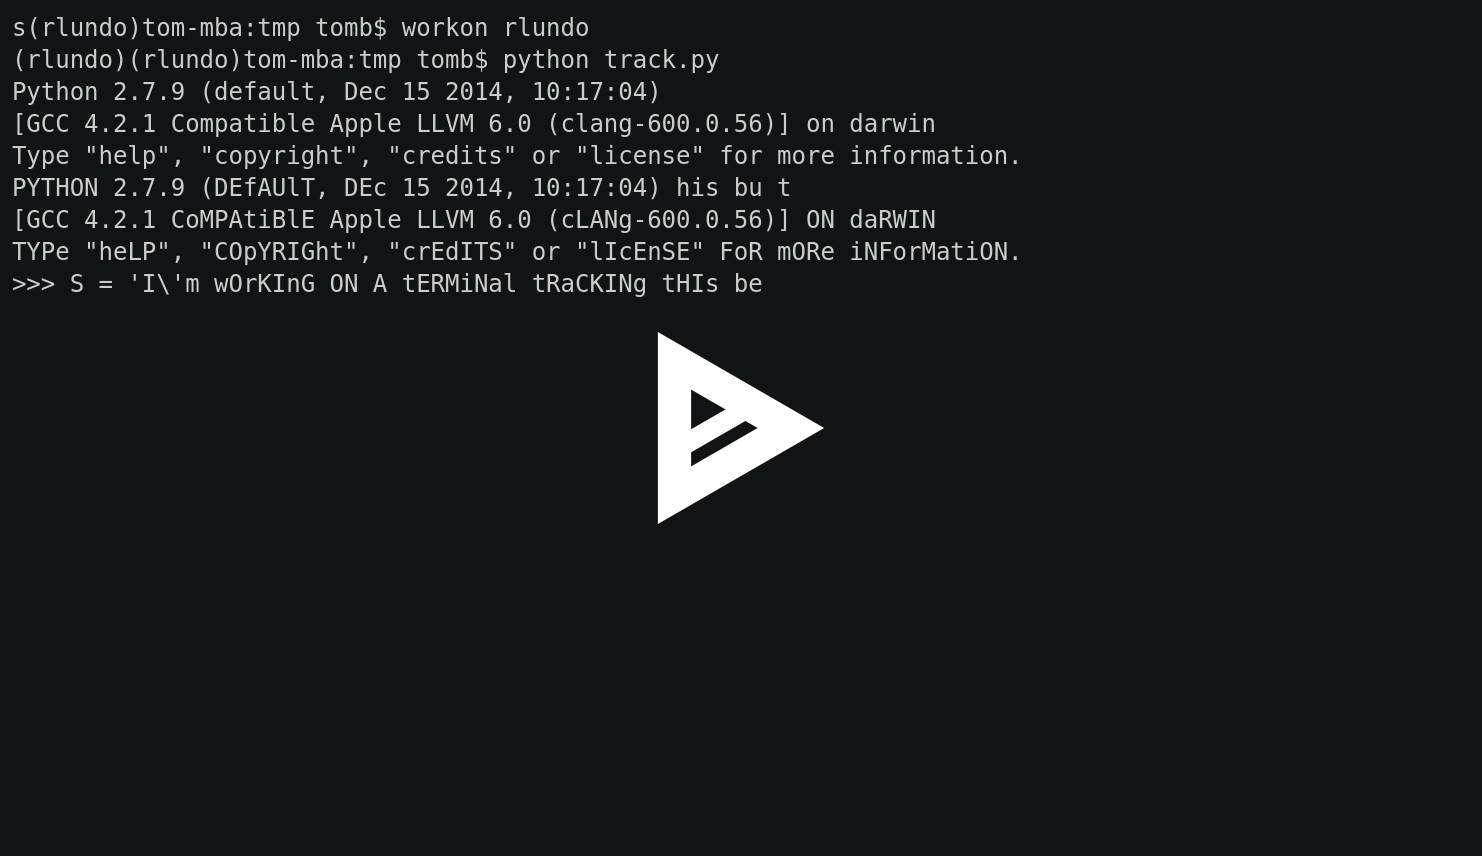 s(rlundo)tom-mba:tmp tomb$ workon rlundo
(rlundo)(rlundo)tom-mba:tmp tomb$ python track.py
Python 2.7.9 (default, Dec 15 2014, 10:17:04)
[GCC 4.2.1 Compatible Apple LLVM 6.0 (clang-600.0.56)] on darwin
Type "help", "copyright", "credits" or "license" for more information.
PYTHON 2.7.9 (DEfAUlT, DEc 15 2014, 10:17:04) his bu t
[GCC 4.2.1 CoMPAtiBlE Apple LLVM 6.0 (cLANg-600.0.56)] ON daRWIN
TYPe "heLP", "COpYRIGht", "crEdITS" or "lIcEnSE" FoR mORe iNFormatiON.
>>> S = 'I\'m wOrKInG ON A tERMiNal tRaCKINg tHIs be